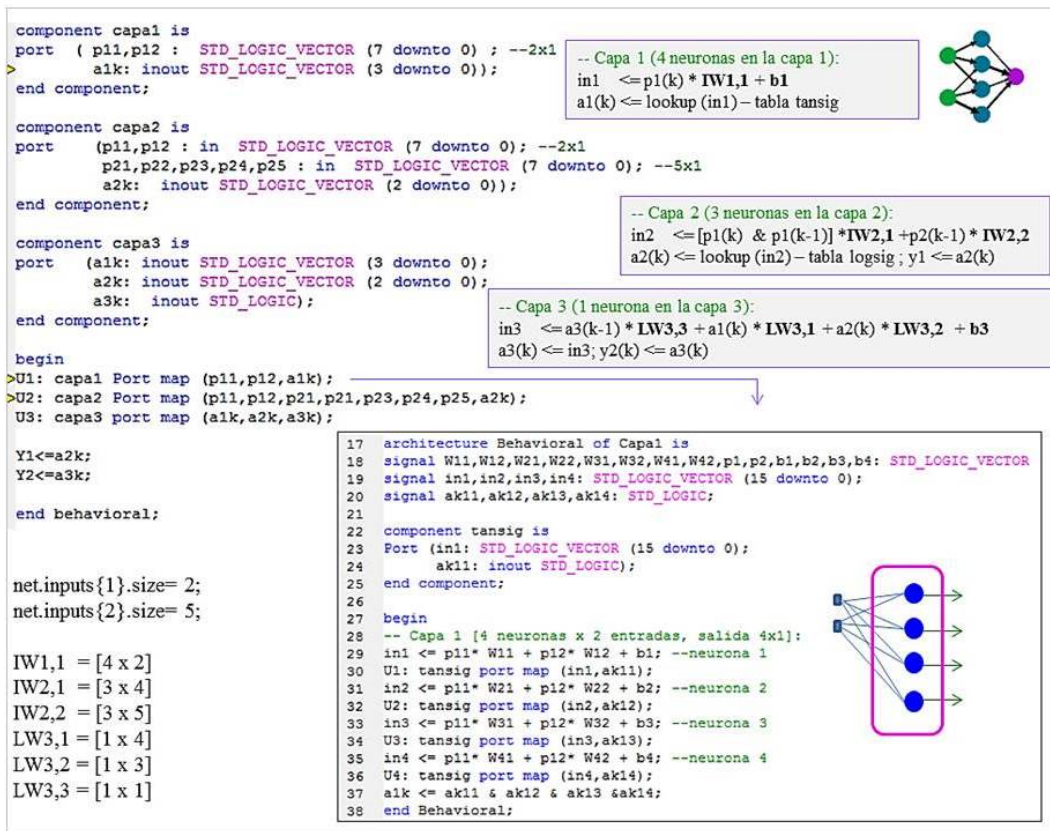 component capa1 is
port ( p11,p12 : STD_LOGIC_VECTOR (7 downto 0) ; --2x1
a1k: inout STD_LOGIC_VECTOR (3 downto 0));
end component;
-- Capa 1 (4 neuronas en la capa 1):
in1 <=p1(k) * IW1,1 + b1
a1(k) <= lookup (in1) – tabla tansig
component capa2 is
port (p11,p12 : in STD_LOGIC_VECTOR (7 downto 0); --2x1
p21,p22,p23,p24,p25 : in STD_LOGIC_VECTOR (7 downto 0); --5x1
a2k: inout STD_LOGIC_VECTOR (2 downto 0));
end component;
-- Capa 2 (3 neuronas en la capa 2):
in2 <=[p1(k) & p1(k-1)] *IW2,1 +p2(k-1) * IW2,2
a2(k) <= lookup (in2) – tabla logsig ; y1 <=a2(k)
component capa3 is
port (a1k: inout STD_LOGIC_VECTOR (3 downto 0);
a2k: inout STD_LOGIC_VECTOR (2 downto 0);
a3k: inout STD_LOGIC);
end component;
-- Capa 3 (1 neurona en la capa 3):
in3 <=a3(k-1) * LW3,3 + a1(k) * LW3,1 + a2(k) * LW3,2 + b3
a3(k) <= in3; y2(k) <= a3(k)
begin
>U1: capa1 Port map (p11,p12,a1k);
>U2: capa2 Port map (p11,p12,p21,p21,p23,p24,p25,a2k);
U3: capa3 port map (a1k,a2k,a3k);
Y1<=a2k;
Y2<=a3k;
end behavioral;
net.inputs{1}.size= 2;
net.inputs{2}.size= 5;
IW1,1 = [4 x 2]
IW2,1 = [3 x 4]
IW2,2 = [3 x 5]
LW3,1 = [1 x 4]
LW3,2 = [1 x 3]
LW3,3 = [1 x 1]
17 architecture Behavioral of Capa1 is
18 signal W11,W12,W21,W22,W31,W32,W41,W42,p1,p2,b1,b2,b3,b4: STD_LOGIC_VECTOR
19 signal in1,in2,in3,in4: STD_LOGIC_VECTOR (15 downto 0);
20 signal ak11,ak12,ak13,ak14: STD_LOGIC;
21
22 component tansig is
23 Port (in1: STD_LOGIC_VECTOR (15 downto 0);
24 ak11: inout STD_LOGIC);
25 end component;
26
27 begin
28 -- Capa 1 [4 neuronas x 2 entradas, salida 4x1]:
29 in1 <= p11* W11 + p12* W12 + b1; --neurona 1
30 U1: tansig port map (in1,ak11);
31 in2 <= p11* W21 + p12* W22 + b2; --neurona 2
32 U2: tansig port map (in2,ak12);
33 in3 <= p11* W31 + p12* W32 + b3; --neurona 3
34 U3: tansig port map (in3,ak13);
35 in4 <= p11* W41 + p12* W42 + b4; --neurona 4
36 U4: tansig port map (in4,ak14);
37 a1k <= ak11 & ak12 & ak13 &ak14;
38 end Behavioral;